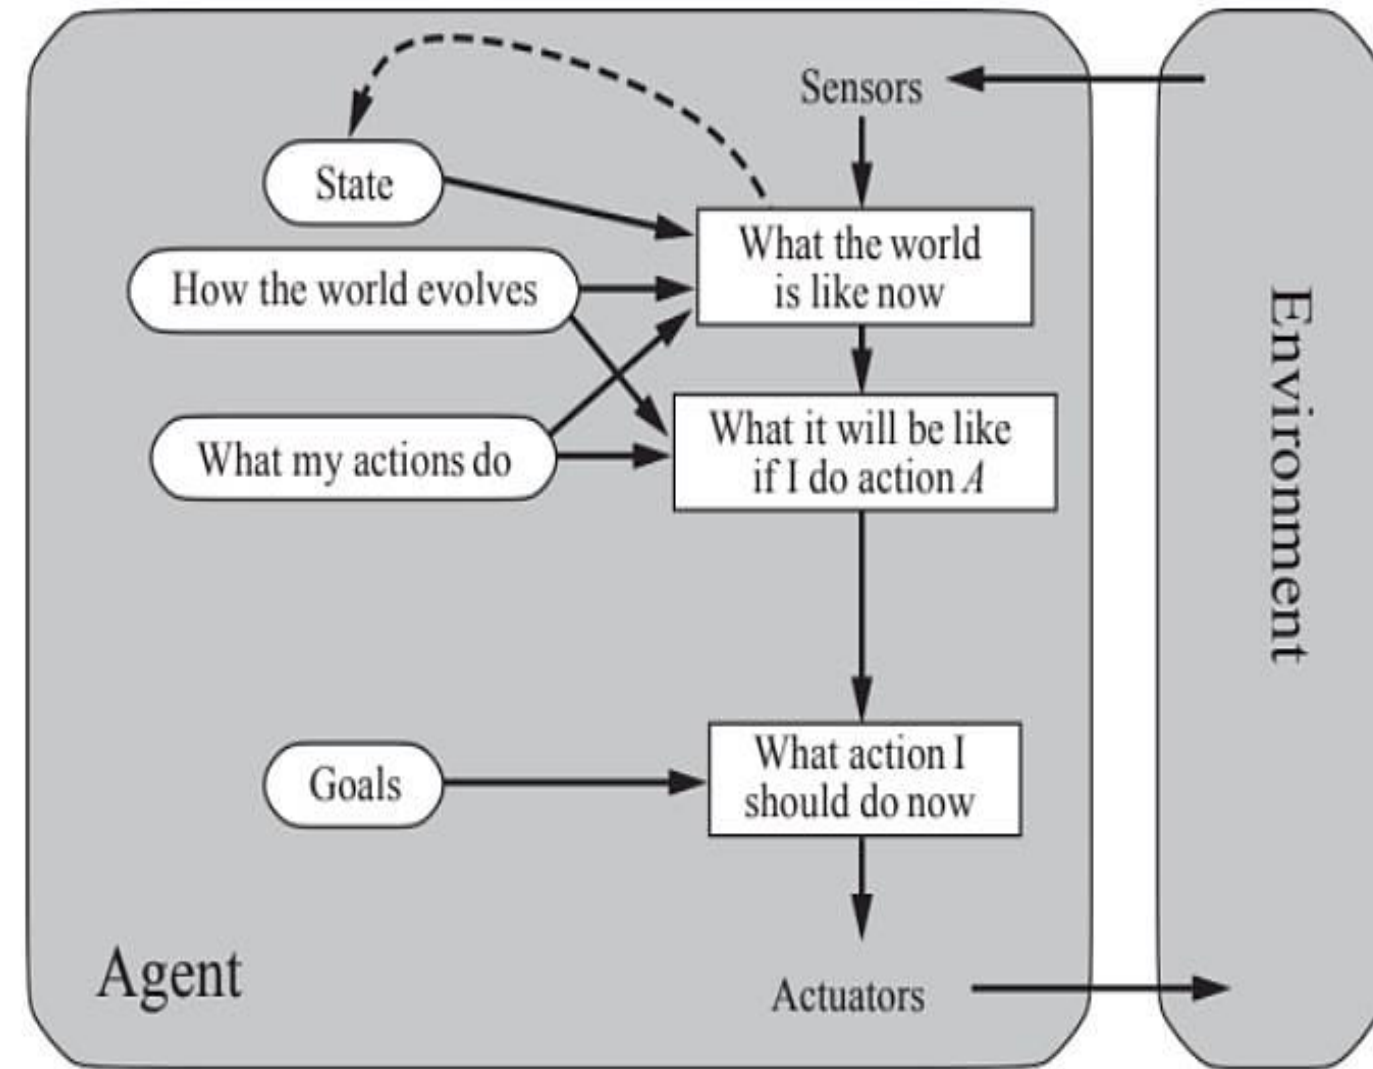 Sensors
State
What the world
is like now
How the world evolves
What it will be like
if I do action A
What my actions do
Goals
What action I
should do now
Agent
Actuators
Environment